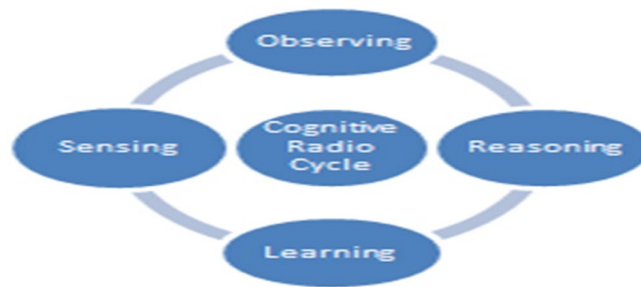 Observing
Sensing
Cognitive
Radio
Cycle
Reasoning
Learning